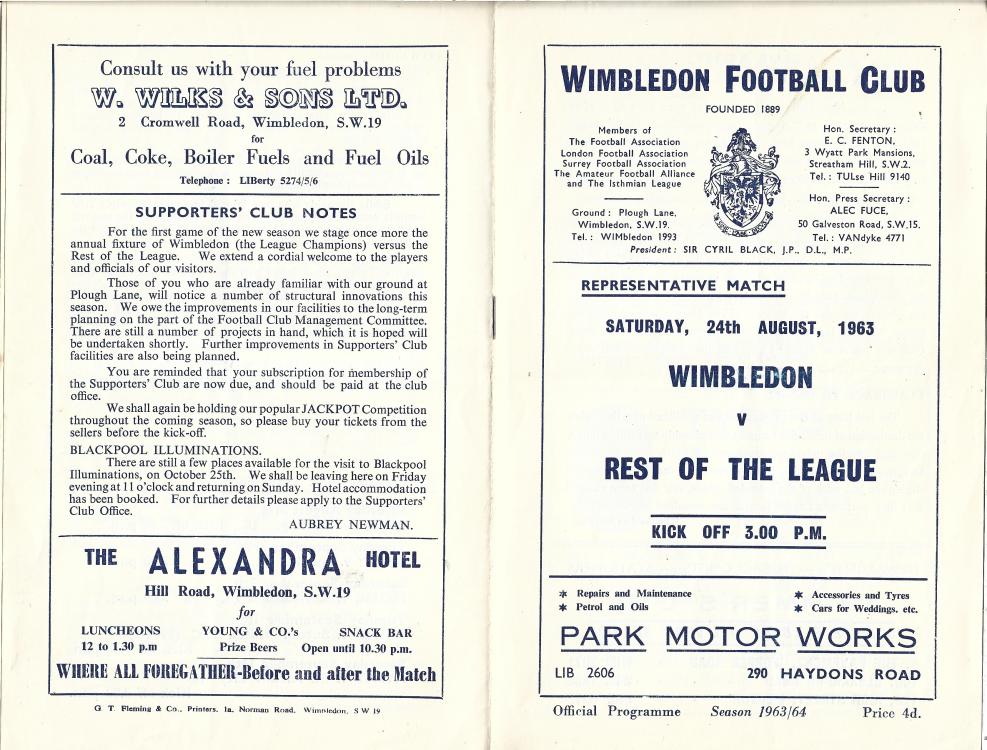 Consult us with your fuel problems
W. WILKS & SONS LTD.
2 Cromwell Road, Wimbledon, S.W.19
for
Coal, Coke, Boiler Fuels and Fuel Oils
Telephone : LIBerty 5274/5/6
SUPPORTERS' CLUB NOTES
For the first game of the new season we stage once more the
annual fixture of Wimbledon (the League Champions) versus the
Rest of the League. We extend a cordial welcome to the players
and officials of our visitors.
Those of you who are already familiar with our ground at
Plough Lane, will notice a number of structural innovations this
season. We owe the improvements in our facilities to the long-term
planning on the part of the Football Club Management Committee.
There are still a number of projects in hand, which it is hoped will
be undertaken shortly. Further improvements in Supporters' Club
facilities are also being planned.
You are reminded that your subscription for membership of
the Supporters' Club are now due, and should be paid at the club
office.
We shall again be holding our popular JACKPOT Competition
throughout the coming season, so please buy your tickets from the
sellers before the kick-off.
BLACKPOOL ILLUMINATIONS.
There are still a few places available for the visit to Blackpool
Illuminations, on October 25th. We shall be leaving here on Friday
evening at 11 o'clock and returning on Sunday. Hotel accommodation
has been booked. For further details please apply to the Supporters'
Club Office.
AUBREY NEWMAN.
THE ALEXANDRA HOTEL
Hill Road, Wimbledon, S.W.19
for
LUNCHEONS YOUNG & CO.'s SNACK BAR
12 to 1.30 p.m Prize Beers Open until 10.30 p.m.
WHERE ALL FOREGATHER-Before and after the Match
G. T. Fleming & Co., Printers, 1a, Norman Road, Wimbledon, S W 19
WIMBLEDON FOOTBALL CLUB
FOUNDED 1889
Members of
The Football Association
London Football Association
Surrey Football Association
The Amateur Football Alliance
and The Isthmian League
Ground : Plough Lane,
Wimbledon, S.W.19.
Tel. : WIMbledon 1993
Hon. Secretary :
E. C. FENTON,
3 Wyatt Park Mansions,
Streatham Hill, S.W.2.
Tel. : TULse Hill 9140
Hon. Press Secretary :
ALEC FUCE,
50 Galveston Road, S.W.15.
Tel. : VANdyke 4771
President : SIR CYRIL BLACK, J.P., D.L., M.P.
REPRESENTATIVE MATCH
SATURDAY, 24th AUGUST, 1963
WIMBLEDON
v
REST OF THE LEAGUE
KICK OFF 3.00 P.M.
* Repairs and Maintenance * Accessories and Tyres
* Petrol and Oils * Cars for Weddings. etc.
PARK MOTOR WORKS
LIB 2606 290 HAYDONS ROAD
Official Programme Season 1963/64 Price 4d.